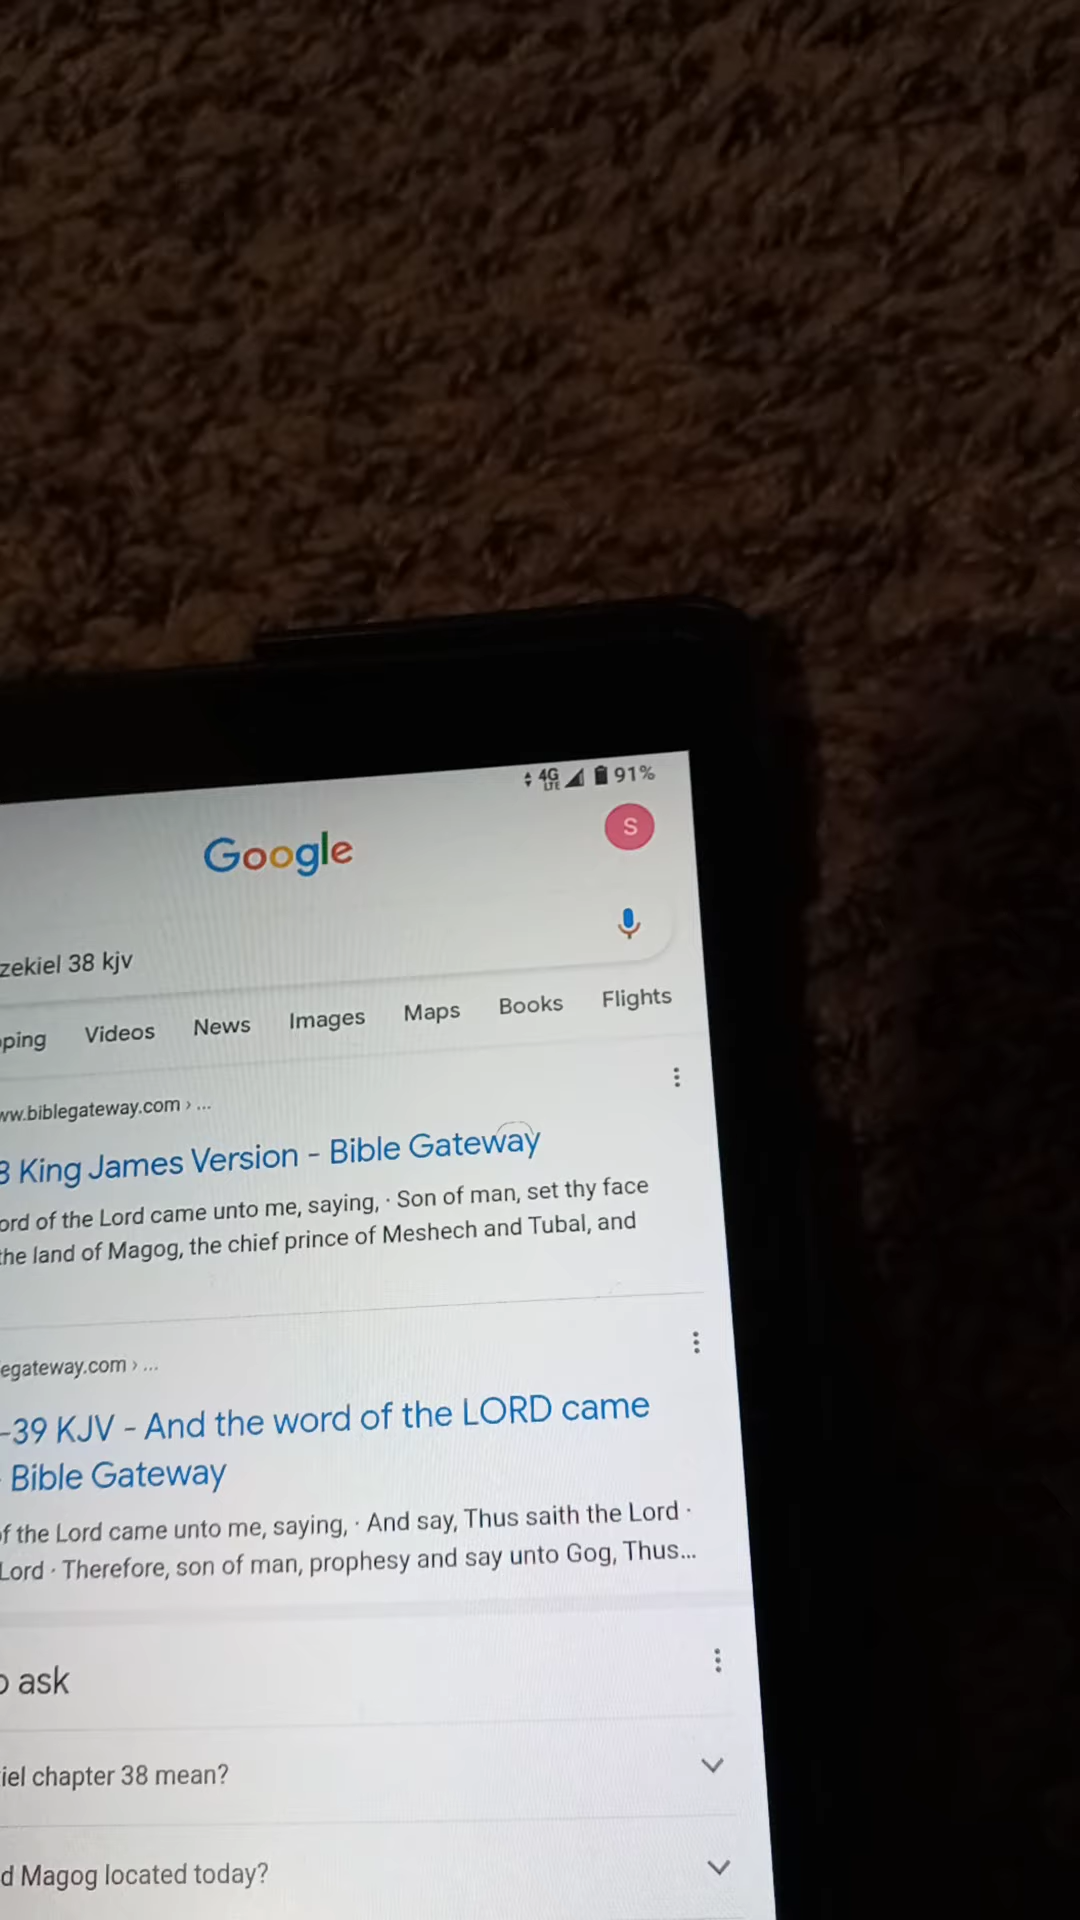 4G LTE 91%
Google
S
zekiel 38 kjv
pping Videos News Images Maps Books Flights
ww.biblegateway.com › ...
8 King James Version - Bible Gateway
ord of the Lord came unto me, saying, · Son of man, set thy face
the land of Magog, the chief prince of Meshech and Tubal, and
egateway.com › ...
-39 KJV - And the word of the LORD came
- Bible Gateway
of the Lord came unto me, saying, · And say, Thus saith the Lord ·
Lord · Therefore, son of man, prophesy and say unto Gog, Thus...
o ask
iel chapter 38 mean?
d Magog located today?